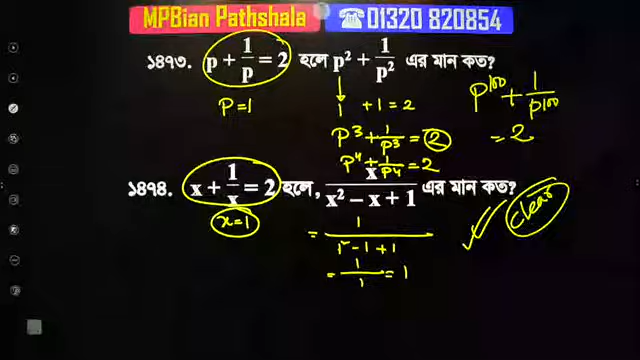 MPBian Pathshala ☎01320 820854
১৪৭৩. p + 1/p = 2 হলে p² + 1/p² এর মান কত?
P = 1
1 + 1 = 2
P³ + 1/P³ = 2
P⁴ + 1/P⁴ = 2
P¹⁰⁰ + 1/P¹⁰⁰
= 2
১৪৭৪. x + 1/x = 2 হলে, x/(x² − x + 1) এর মান কত?
x = 1
= 1/(1² − 1 + 1)
= 1/1 = 1
clear